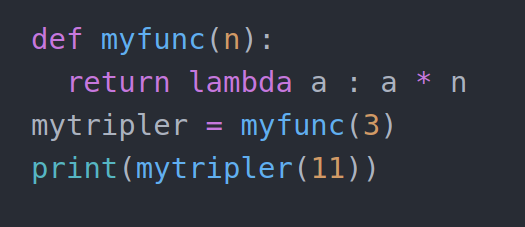 def myfunc(n):
  return lambda a : a * n
mytripler = myfunc(3)
print(mytripler(11))